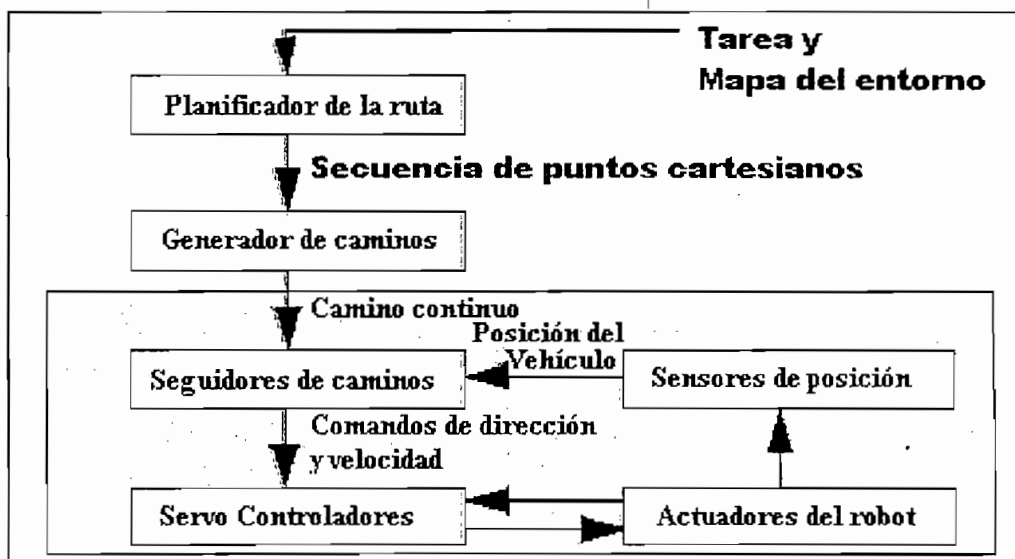 Tarea y
Mapa del entorno
Planificador de la ruta
Secuencia de puntos cartesianos
Generador de caminos
Camino continuo
Posición del
Vehículo
Seguidores de caminos
Sensores de posición
Comandos de dirección
y velocidad
Servo Controladores
Actuadores del robot